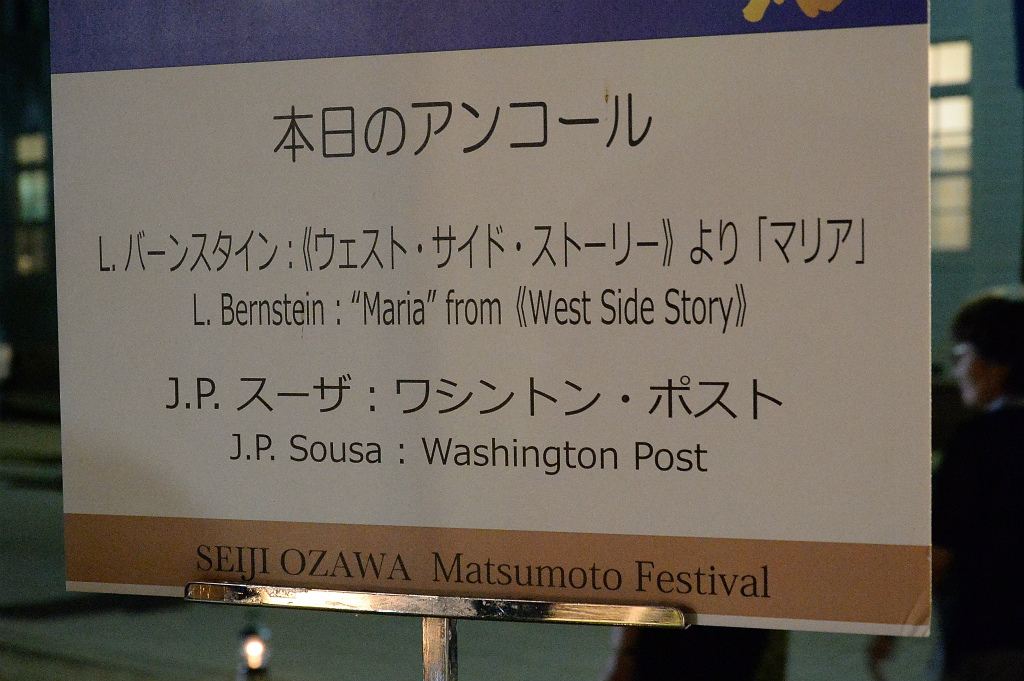 本日のアンコール
L. バーンスタイン : 《ウェスト・サイド・ストーリー》 より 「マリア」
L. Bernstein : “Maria” from 《West Side Story》
J.P. スーザ : ワシントン・ポスト
J.P. Sousa : Washington Post
SEIJI OZAWA Matsumoto Festival